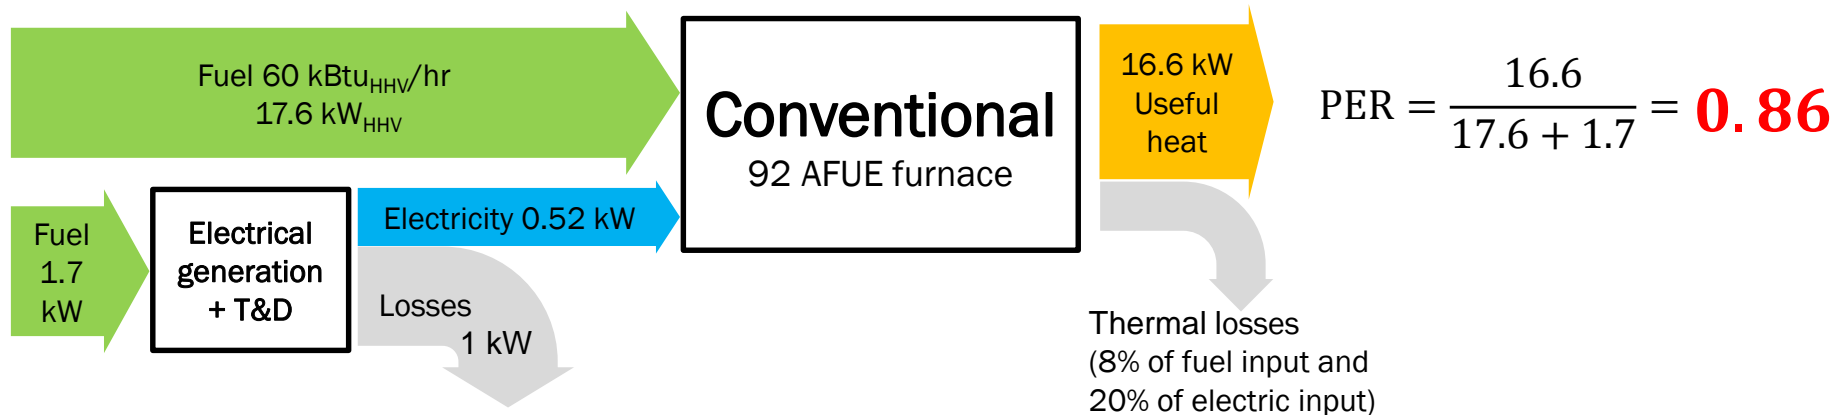 Fuel 60 kBtu_HHV/hr
17.6 kW_HHV
Conventional
92 AFUE furnace
16.6 kW
Useful
heat
PER = 16.6 / (17.6 + 1.7) = 0.86
Fuel
1.7
kW
Electrical
generation
+ T&D
Electricity 0.52 kW
Losses
1 kW
Thermal losses
(8% of fuel input and
20% of electric input)